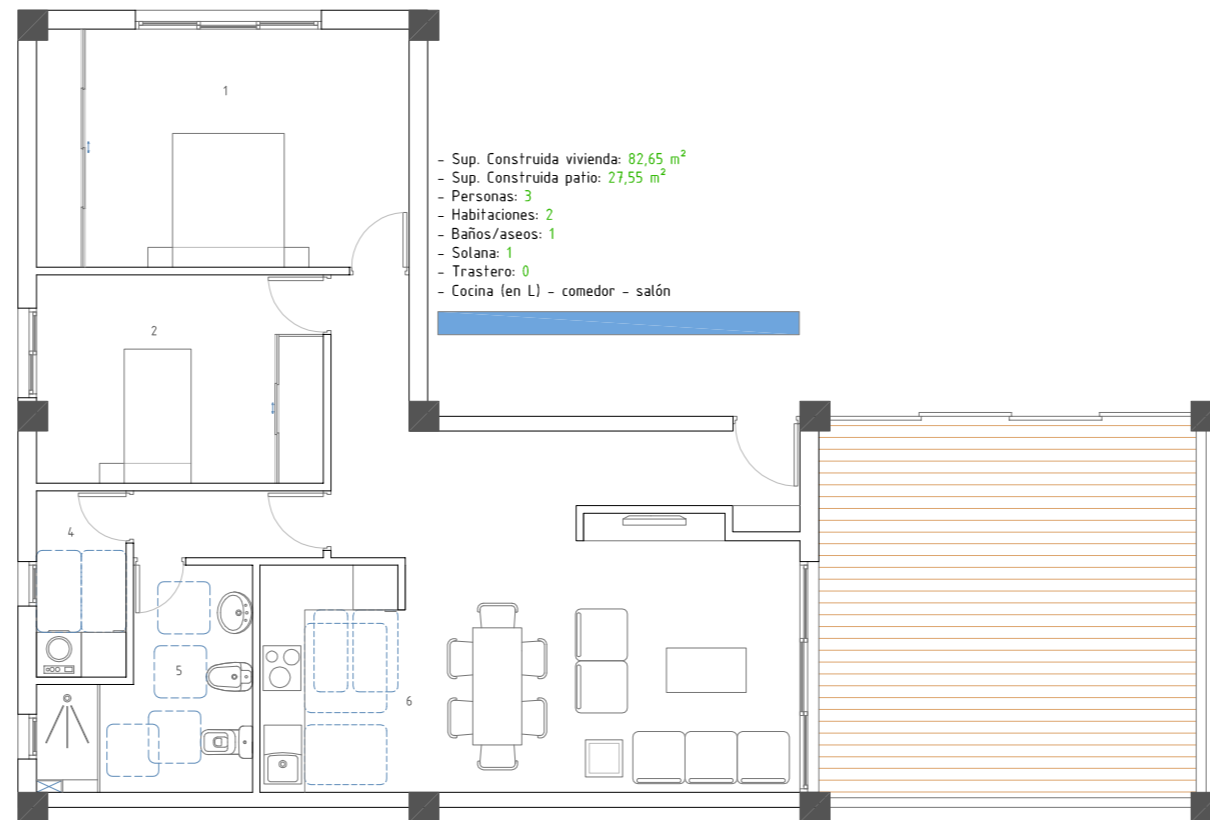 1
- Sup. Construida vivienda: 82,65 m²
- Sup. Construida patio: 27,55 m²
- Personas: 3
- Habitaciones: 2
- Baños/aseos: 1
- Solana: 1
- Trastero: 0
- Cocina (en L) - comedor - salón
2
4
5
6